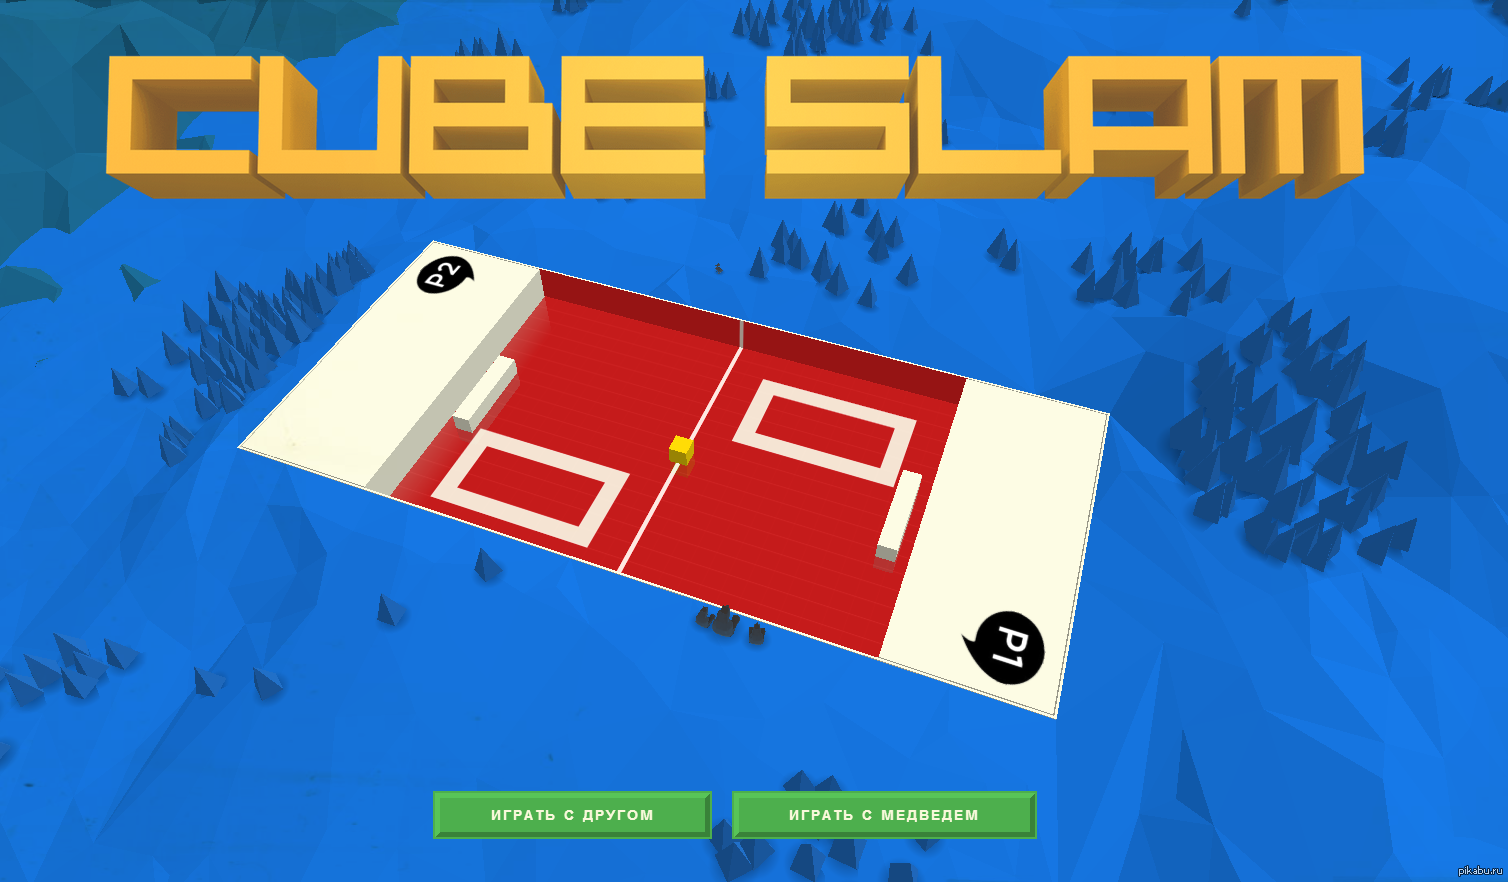 CUBE SLAM
P2
P1
ИГРАТЬ С ДРУГОМ
ИГРАТЬ С МЕДВЕДЕМ
pikabu.ru